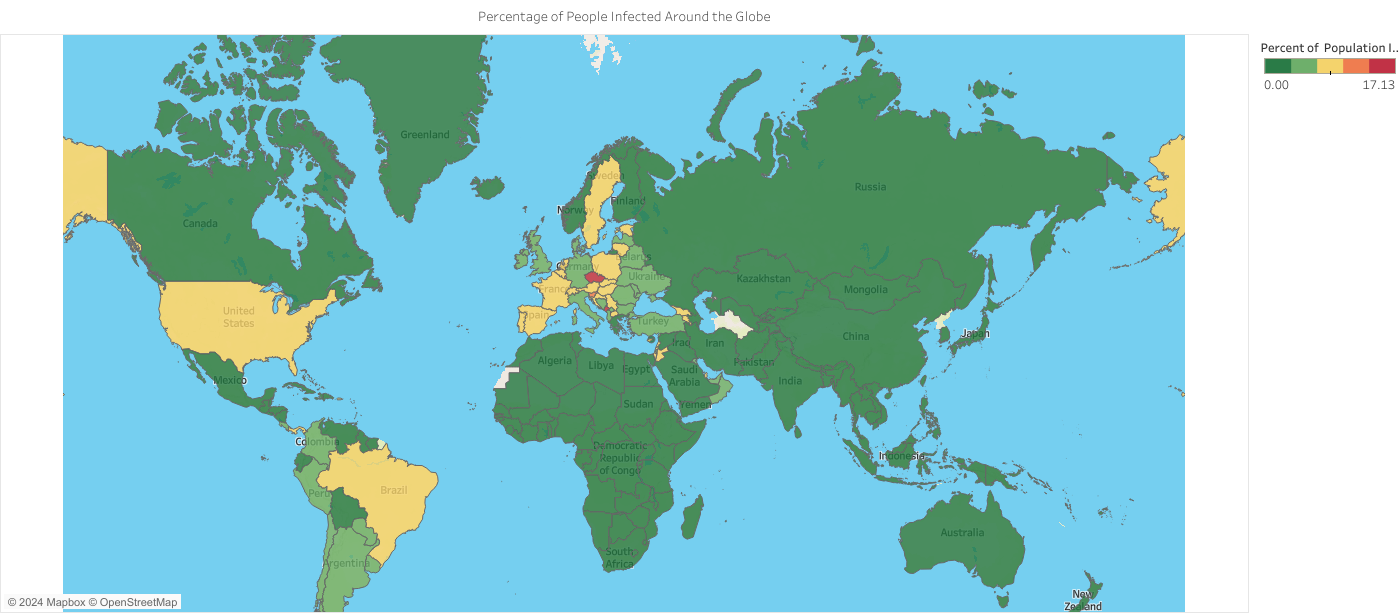 Percentage of People Infected Around the Globe
Percent of Population I..
0.00 17.13
Greenland
Russia
Sweden
Finland
Norway
Canada
Belarus
Germany
Ukraine
Kazakhstan
Mongolia
France
United
States
Spain
Turkey
China
Japan
Iraq
Iran
Algeria
Libya
Egypt
Pakistan
Saudi
Arabia
India
Mexico
Sudan
Yemen
Colombia
Democratic
Republic
of Congo
Indonesia
Peru
Brazil
Australia
South
Africa
Argentina
New
Zealand
© 2024 Mapbox © OpenStreetMap